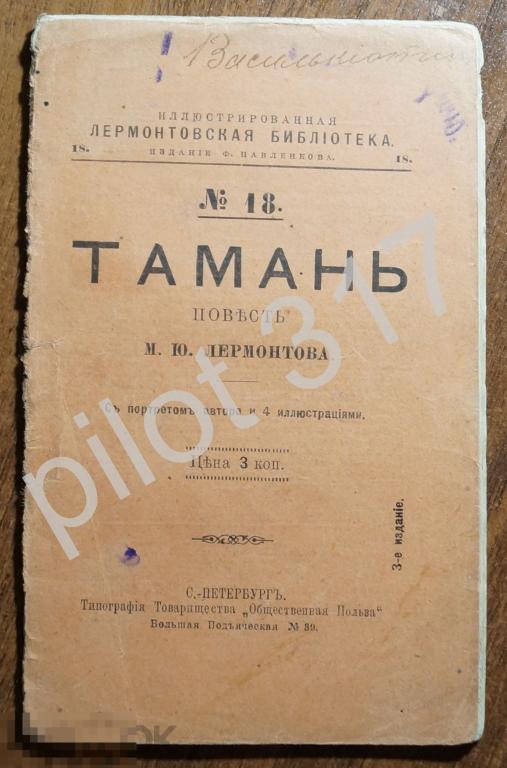 ИЛЛЮСТРИРОВАННАЯ
ЛЕРМОНТОВСКАЯ БИБЛІОТЕКА.
18. ИЗДАНІЕ Ф. ПАВЛЕНКОВА. 18.
№ 18.
ТАМАНЬ
ПОВѢСТЬ
М. Ю. ЛЕРМОНТОВА
Съ портретомъ автора и 4 иллюстраціями.
Цѣна 3 коп.
3-е изданіе.
С.-ПЕТЕРБУРГЪ.
Типографія Товарищества „Общественная Польза“
Большая Подъяческая № 39.
pilot 317